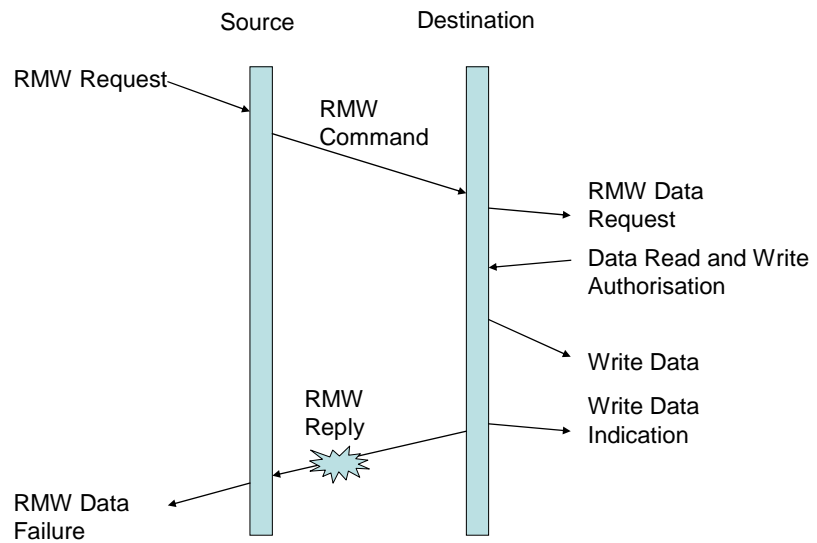 Source
Destination
RMW Request
RMW
Command
RMW Data
Request
Data Read and Write
Authorisation
Write Data
Write Data
Indication
RMW
Reply
RMW Data
Failure